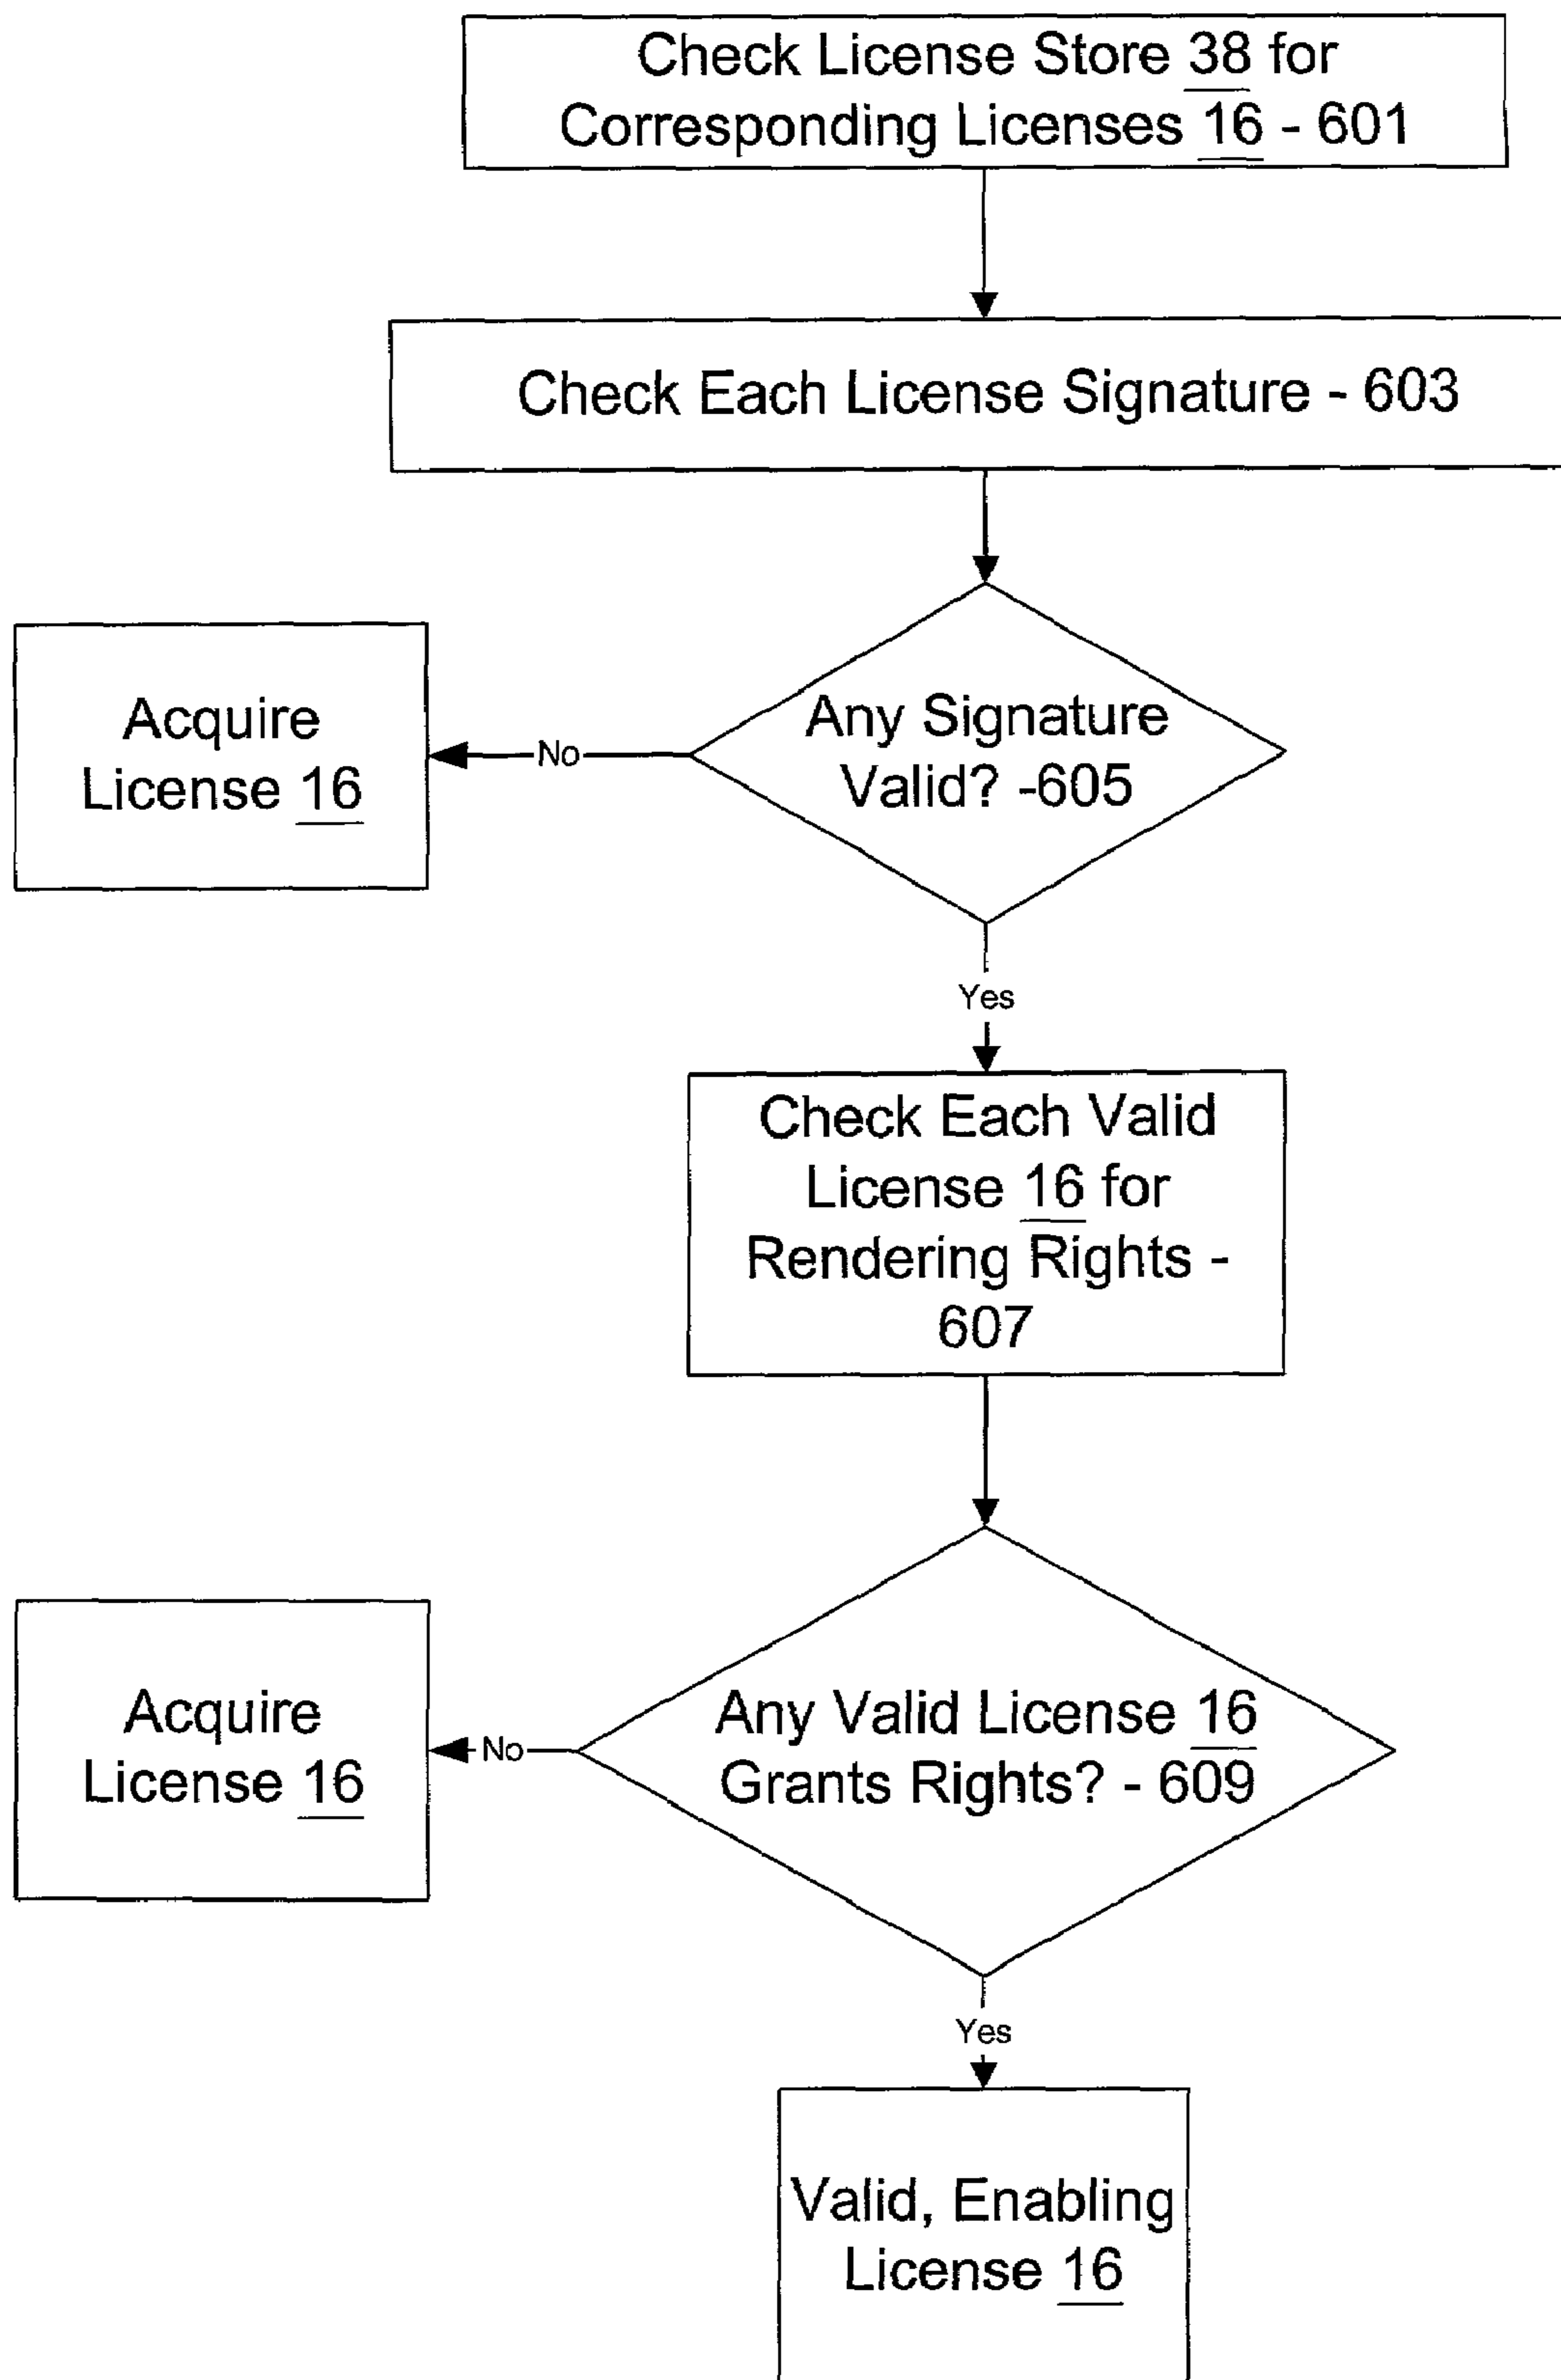 Check License Store 38 for
Corresponding Licenses 16 - 601
Check Each License Signature - 603
Any Signature
Valid? -605
No
Acquire
License 16
Yes
Check Each Valid
License 16 for
Rendering Rights -
607
Any Valid License 16
Grants Rights? - 609
No
Acquire
License 16
Yes
Valid, Enabling
License 16